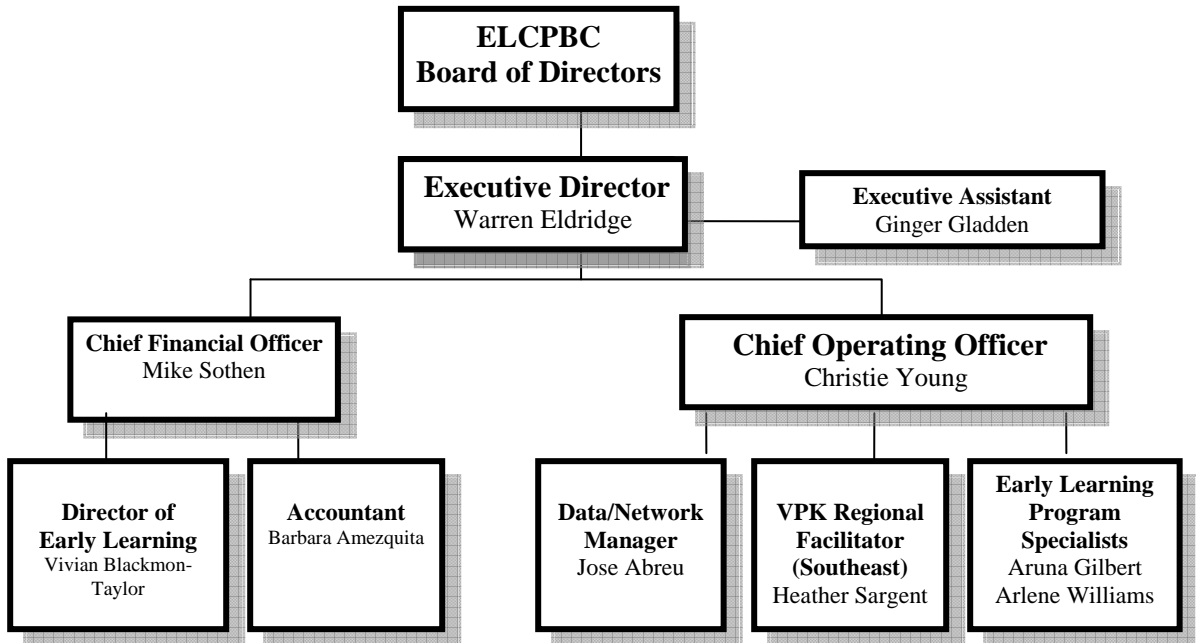 ELCPBC
Board of Directors
Executive Director
Warren Eldridge
Executive Assistant
Ginger Gladden
Chief Financial Officer
Mike Sothen
Chief Operating Officer
Christie Young
Director of
Early Learning
Vivian Blackmon-
Taylor
Accountant
Barbara Amezquita
Data/Network
Manager
Jose Abreu
VPK Regional
Facilitator
(Southeast)
Heather Sargent
Early Learning
Program
Specialists
Aruna Gilbert
Arlene Williams